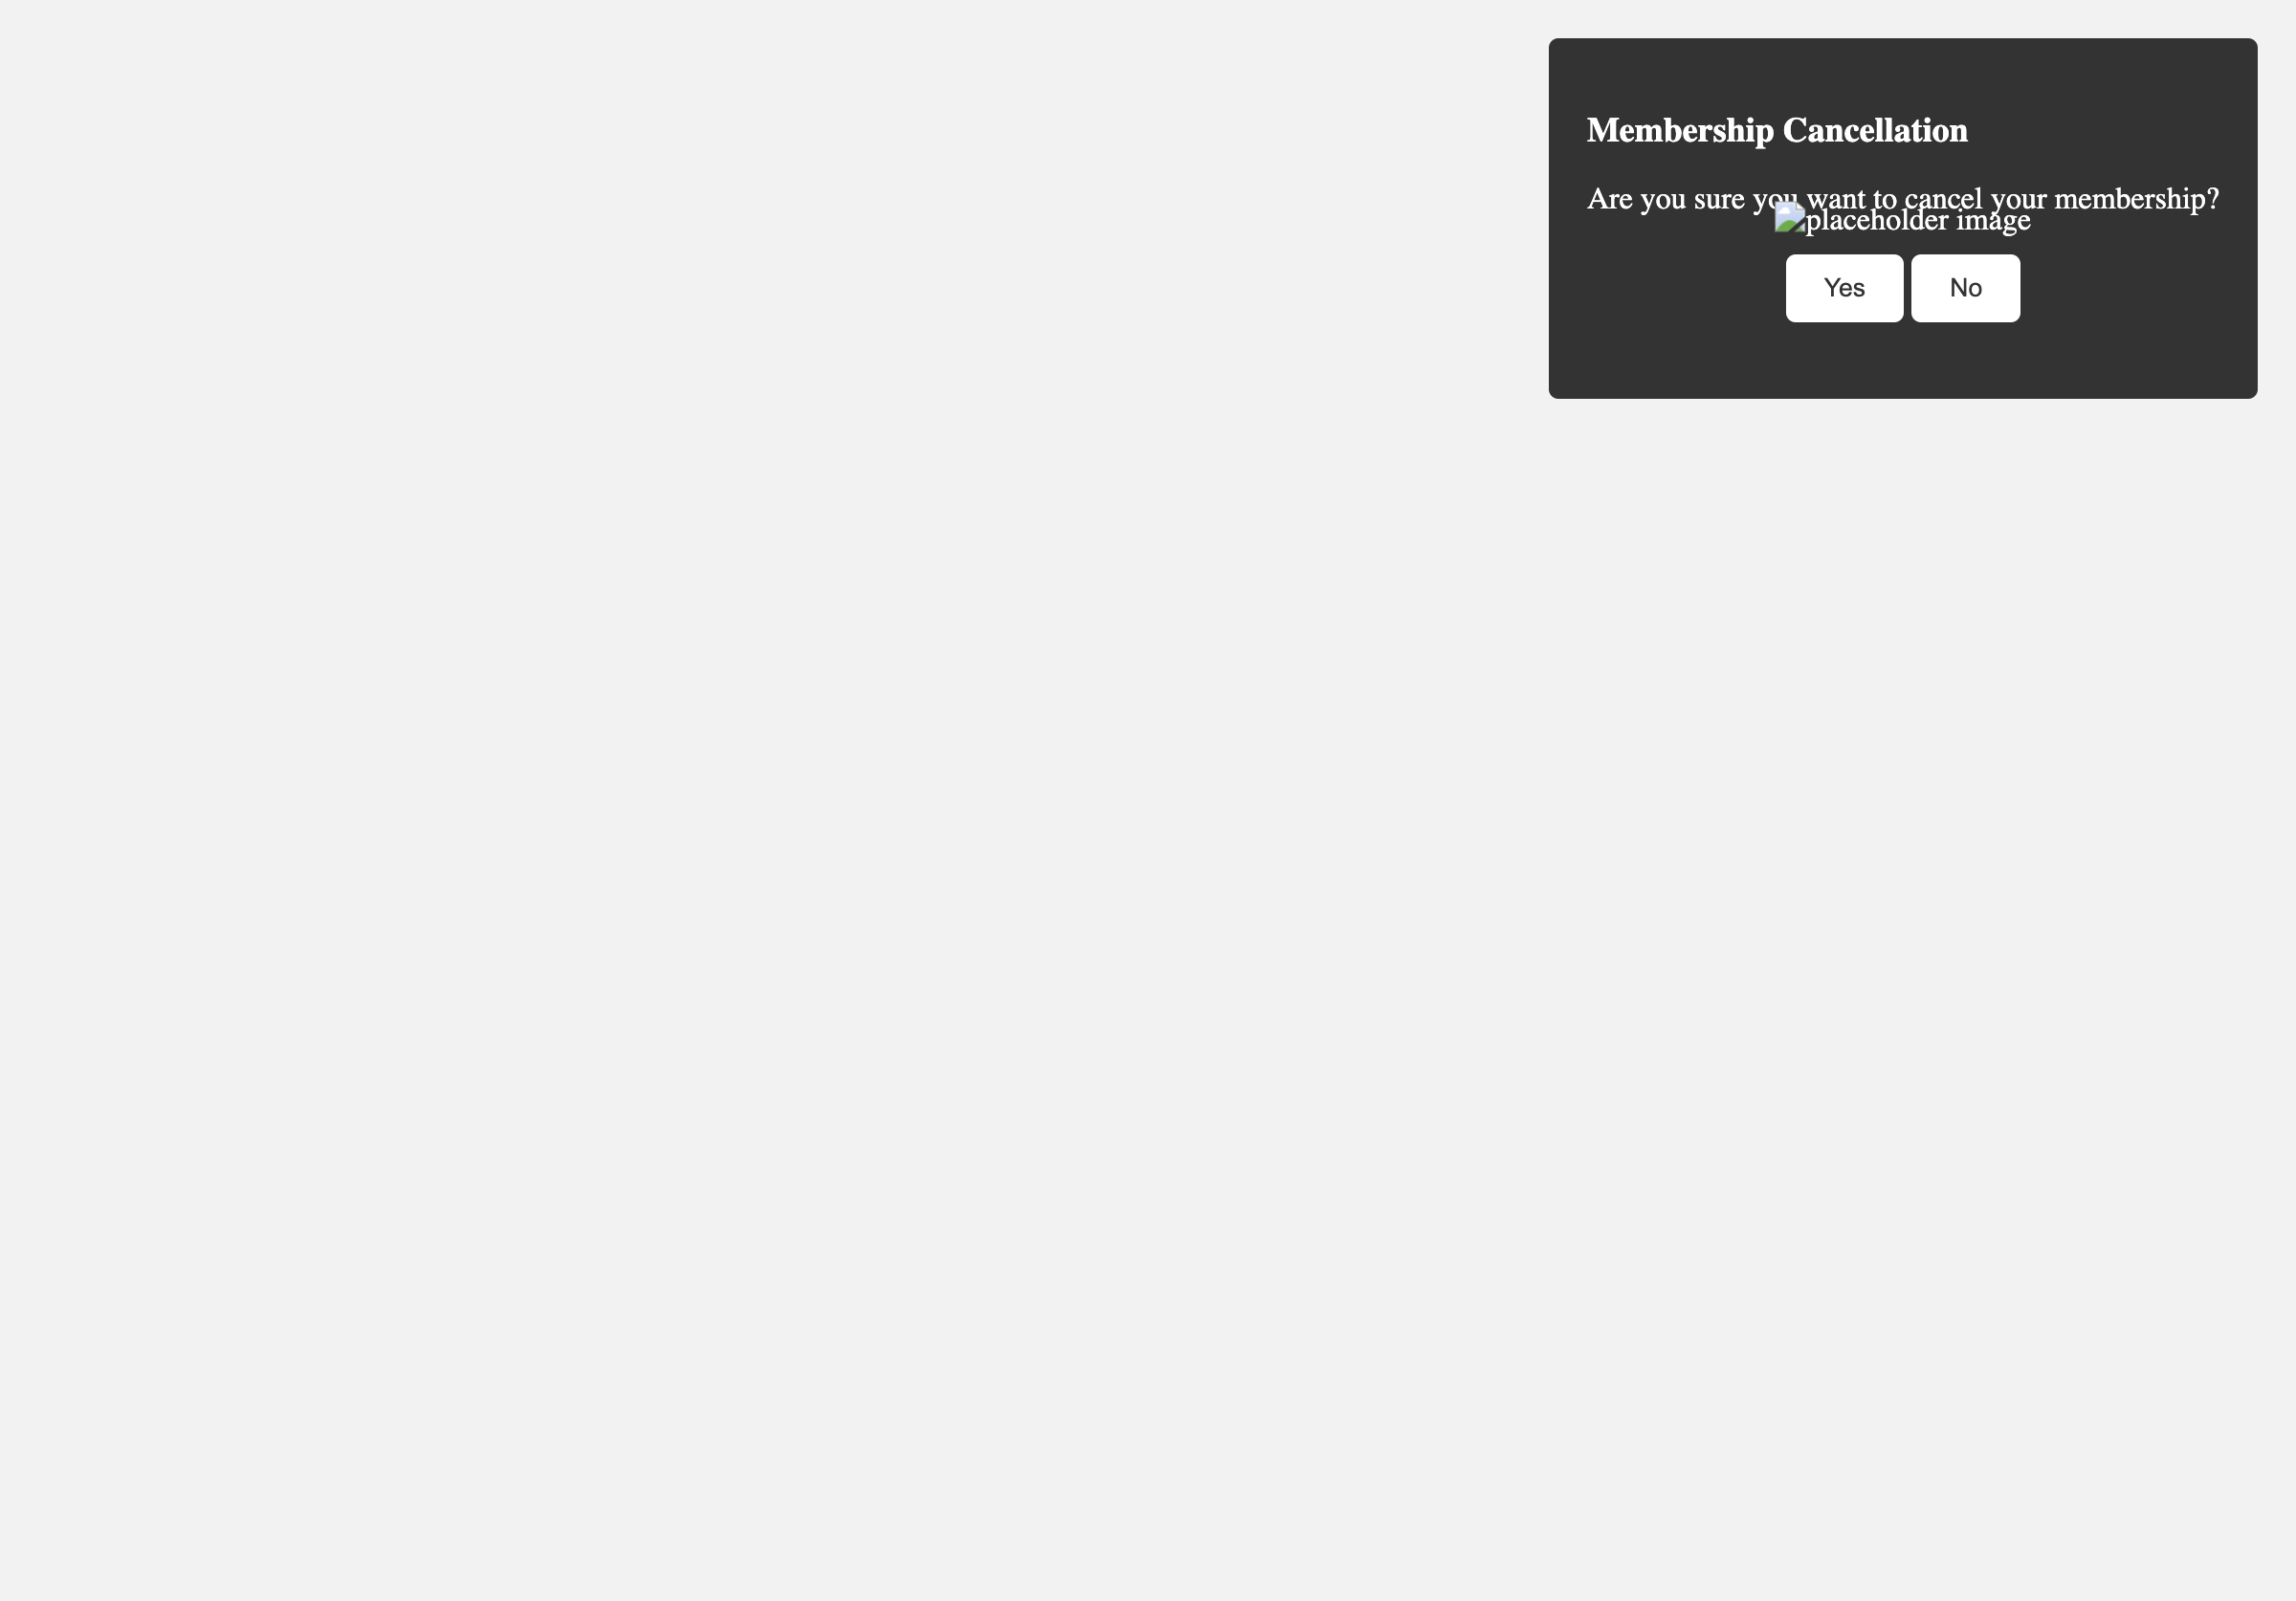 Membership Cancellation
Are you sure you want to cancel your membership?
placeholder image
Yes No